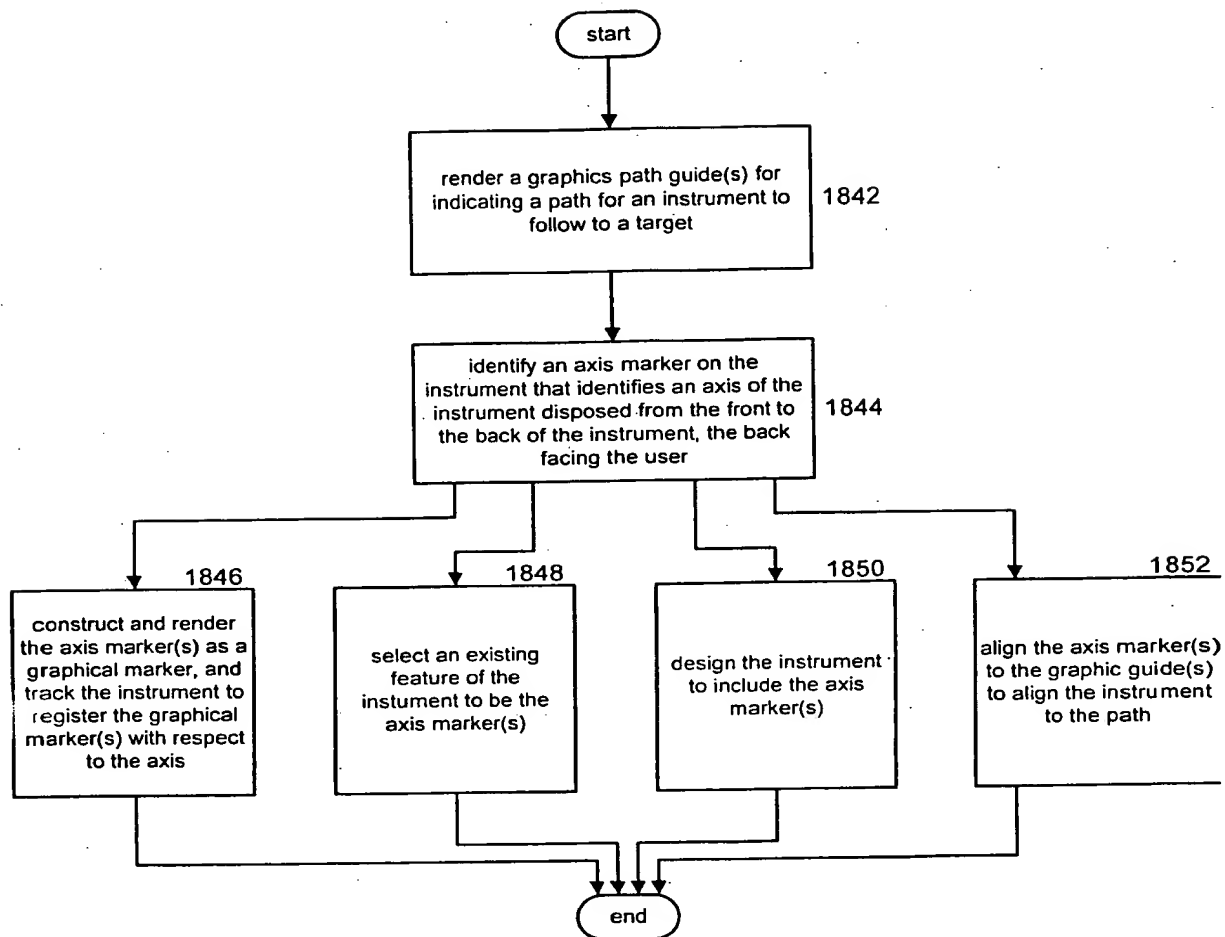 start
render a graphics path guide(s) for
indicating a path for an instrument to
follow to a target
1842
identify an axis marker on the
instrument that identifies an axis of the
instrument disposed from the front to
the back of the instrument, the back
facing the user
1844
1846
construct and render
the axis marker(s) as a
graphical marker, and
track the instrument to
register the graphical
marker(s) with respect
to the axis
1848
select an existing
feature of the
instument to be the
axis marker(s)
1850
design the instrument
to include the axis
marker(s)
1852
align the axis marker(s)
to the graphic guide(s)
to align the instrument
to the path
end